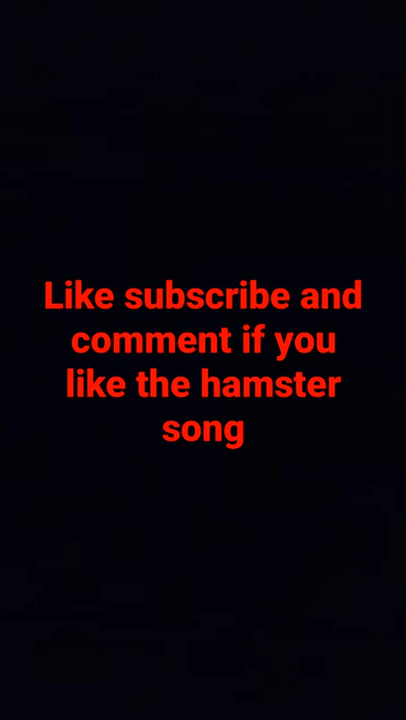 Like subscribe and
comment if you
like the hamster
song